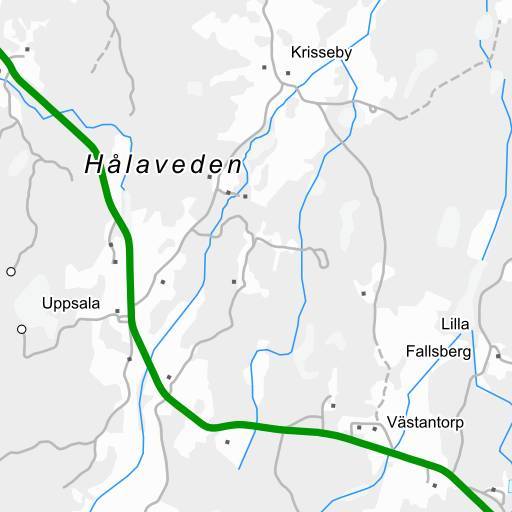 Krisseby
Hålaveden
Uppsala
Lilla
Fallsberg
Västantorp